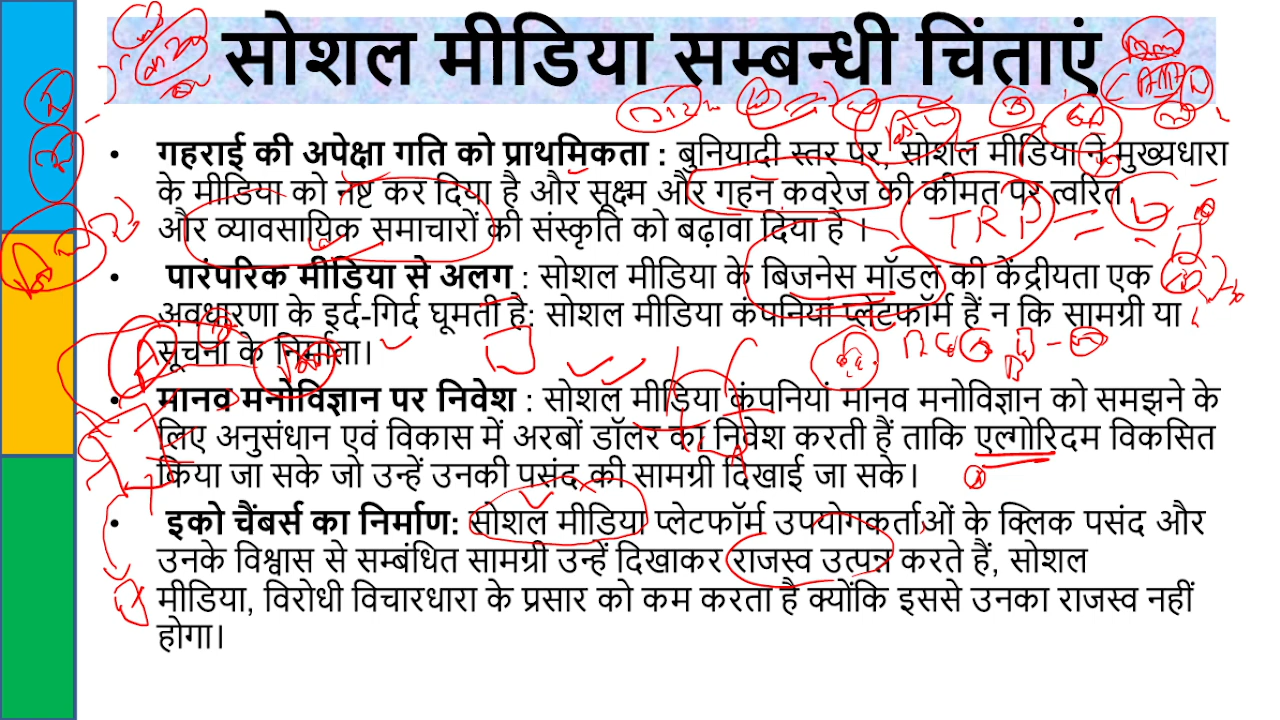 सोशल मीडिया सम्बन्धी चिंताएं
• गहराई की अपेक्षा गति को प्राथमिकता : बुनियादी स्तर पर, सोशल मीडिया ने मुख्यधारा
के मीडिया को नष्ट कर दिया है और सूक्ष्म और गहन कवरेज की कीमत पर त्वरित
और व्यावसायिक समाचारों की संस्कृति को बढ़ावा दिया है ।
TRP
• पारंपरिक मीडिया से अलग : सोशल मीडिया के बिजनेस मॉडल की केंद्रीयता एक
अवधारणा के इर्द-गिर्द घूमती है: सोशल मीडिया कंपनियां प्लेटफॉर्म हैं न कि सामग्री या
सूचना के निर्माता।
• मानव मनोविज्ञान पर निवेश : सोशल मीडिया कंपनियां मानव मनोविज्ञान को समझने के
लिए अनुसंधान एवं विकास में अरबों डॉलर का निवेश करती हैं ताकि एल्गोरिदम विकसित
किया जा सके जो उन्हें उनकी पसंद की सामग्री दिखाई जा सके।
• इको चैंबर्स का निर्माण: सोशल मीडिया प्लेटफॉर्म उपयोगकर्ताओं के क्लिक पसंद और
उनके विश्वास से सम्बंधित सामग्री उन्हें दिखाकर राजस्व उत्पन्न करते हैं, सोशल
मीडिया, विरोधी विचारधारा के प्रसार को कम करता है क्योंकि इससे उनका राजस्व नहीं
होगा।